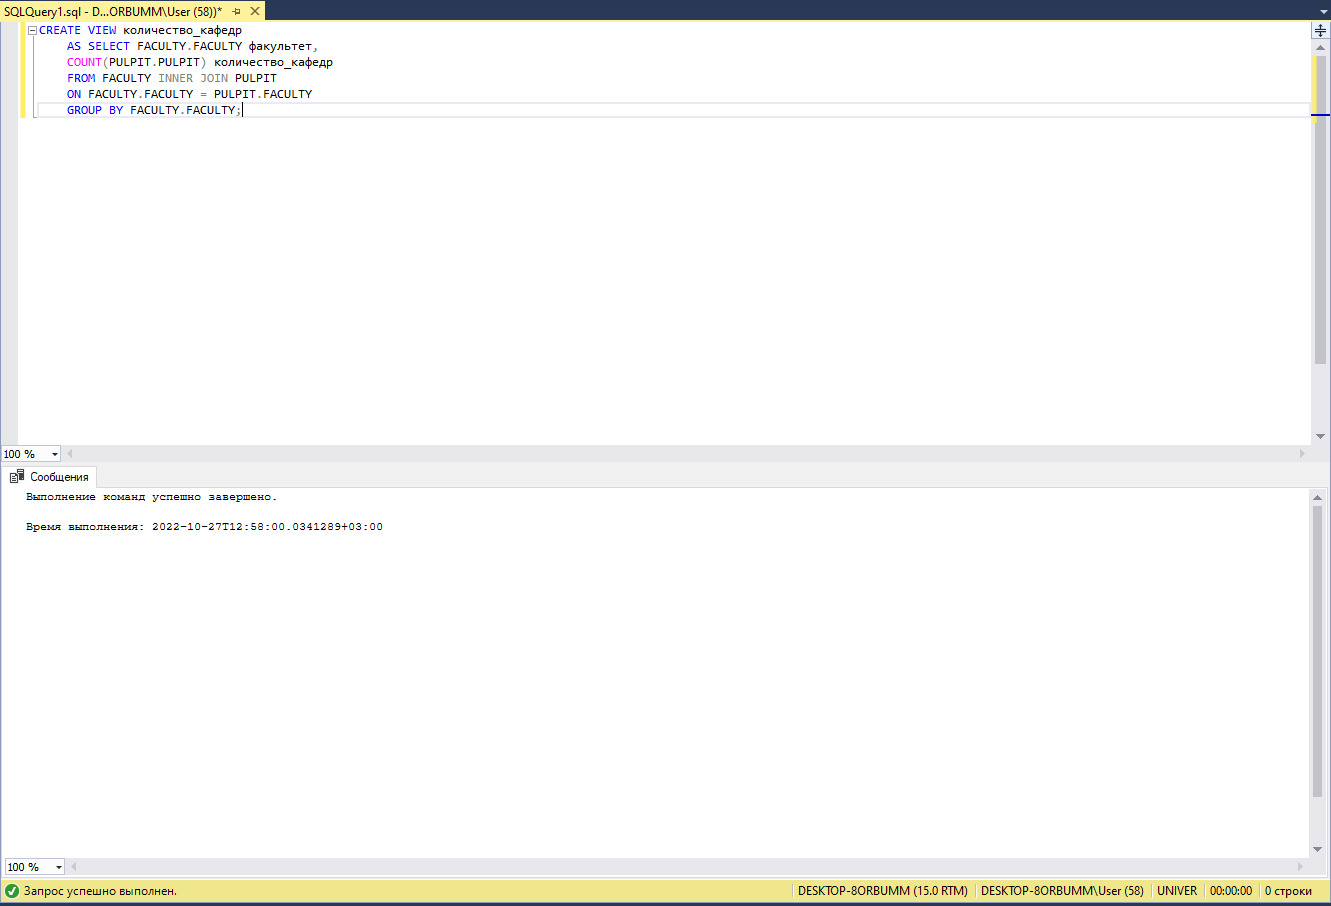 SQLQuery1.sql - D...ORBUMM\User (58))*
CREATE VIEW количество_кафедр
AS SELECT FACULTY.FACULTY факультет,
COUNT(PULPIT.PULPIT) количество_кафедр
FROM FACULTY INNER JOIN PULPIT
ON FACULTY.FACULTY = PULPIT.FACULTY
GROUP BY FACULTY.FACULTY;
100 %
Сообщения
Выполнение команд успешно завершено.
Время выполнения: 2022-10-27T12:58:00.0341289+03:00
100 %
Запрос успешно выполнен. DESKTOP-8ORBUMM (15.0 RTM) DESKTOP-8ORBUMM\User (58) UNIVER 00:00:00 0 строки